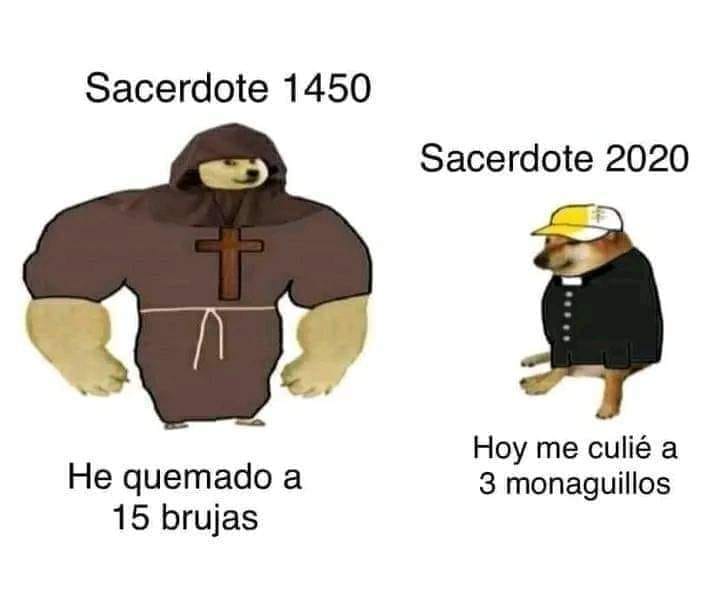 Sacerdote 1450
Sacerdote 2020
He quemado a
15 brujas
Hoy me culié a
3 monaguillos